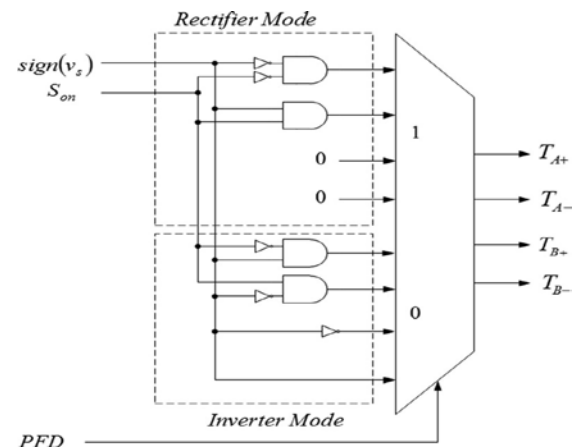 Rectifier Mode
sign(v_s)
S_on
1
0
0
T_A+
T_A−
T_B+
T_B−
0
Inverter Mode
PFD